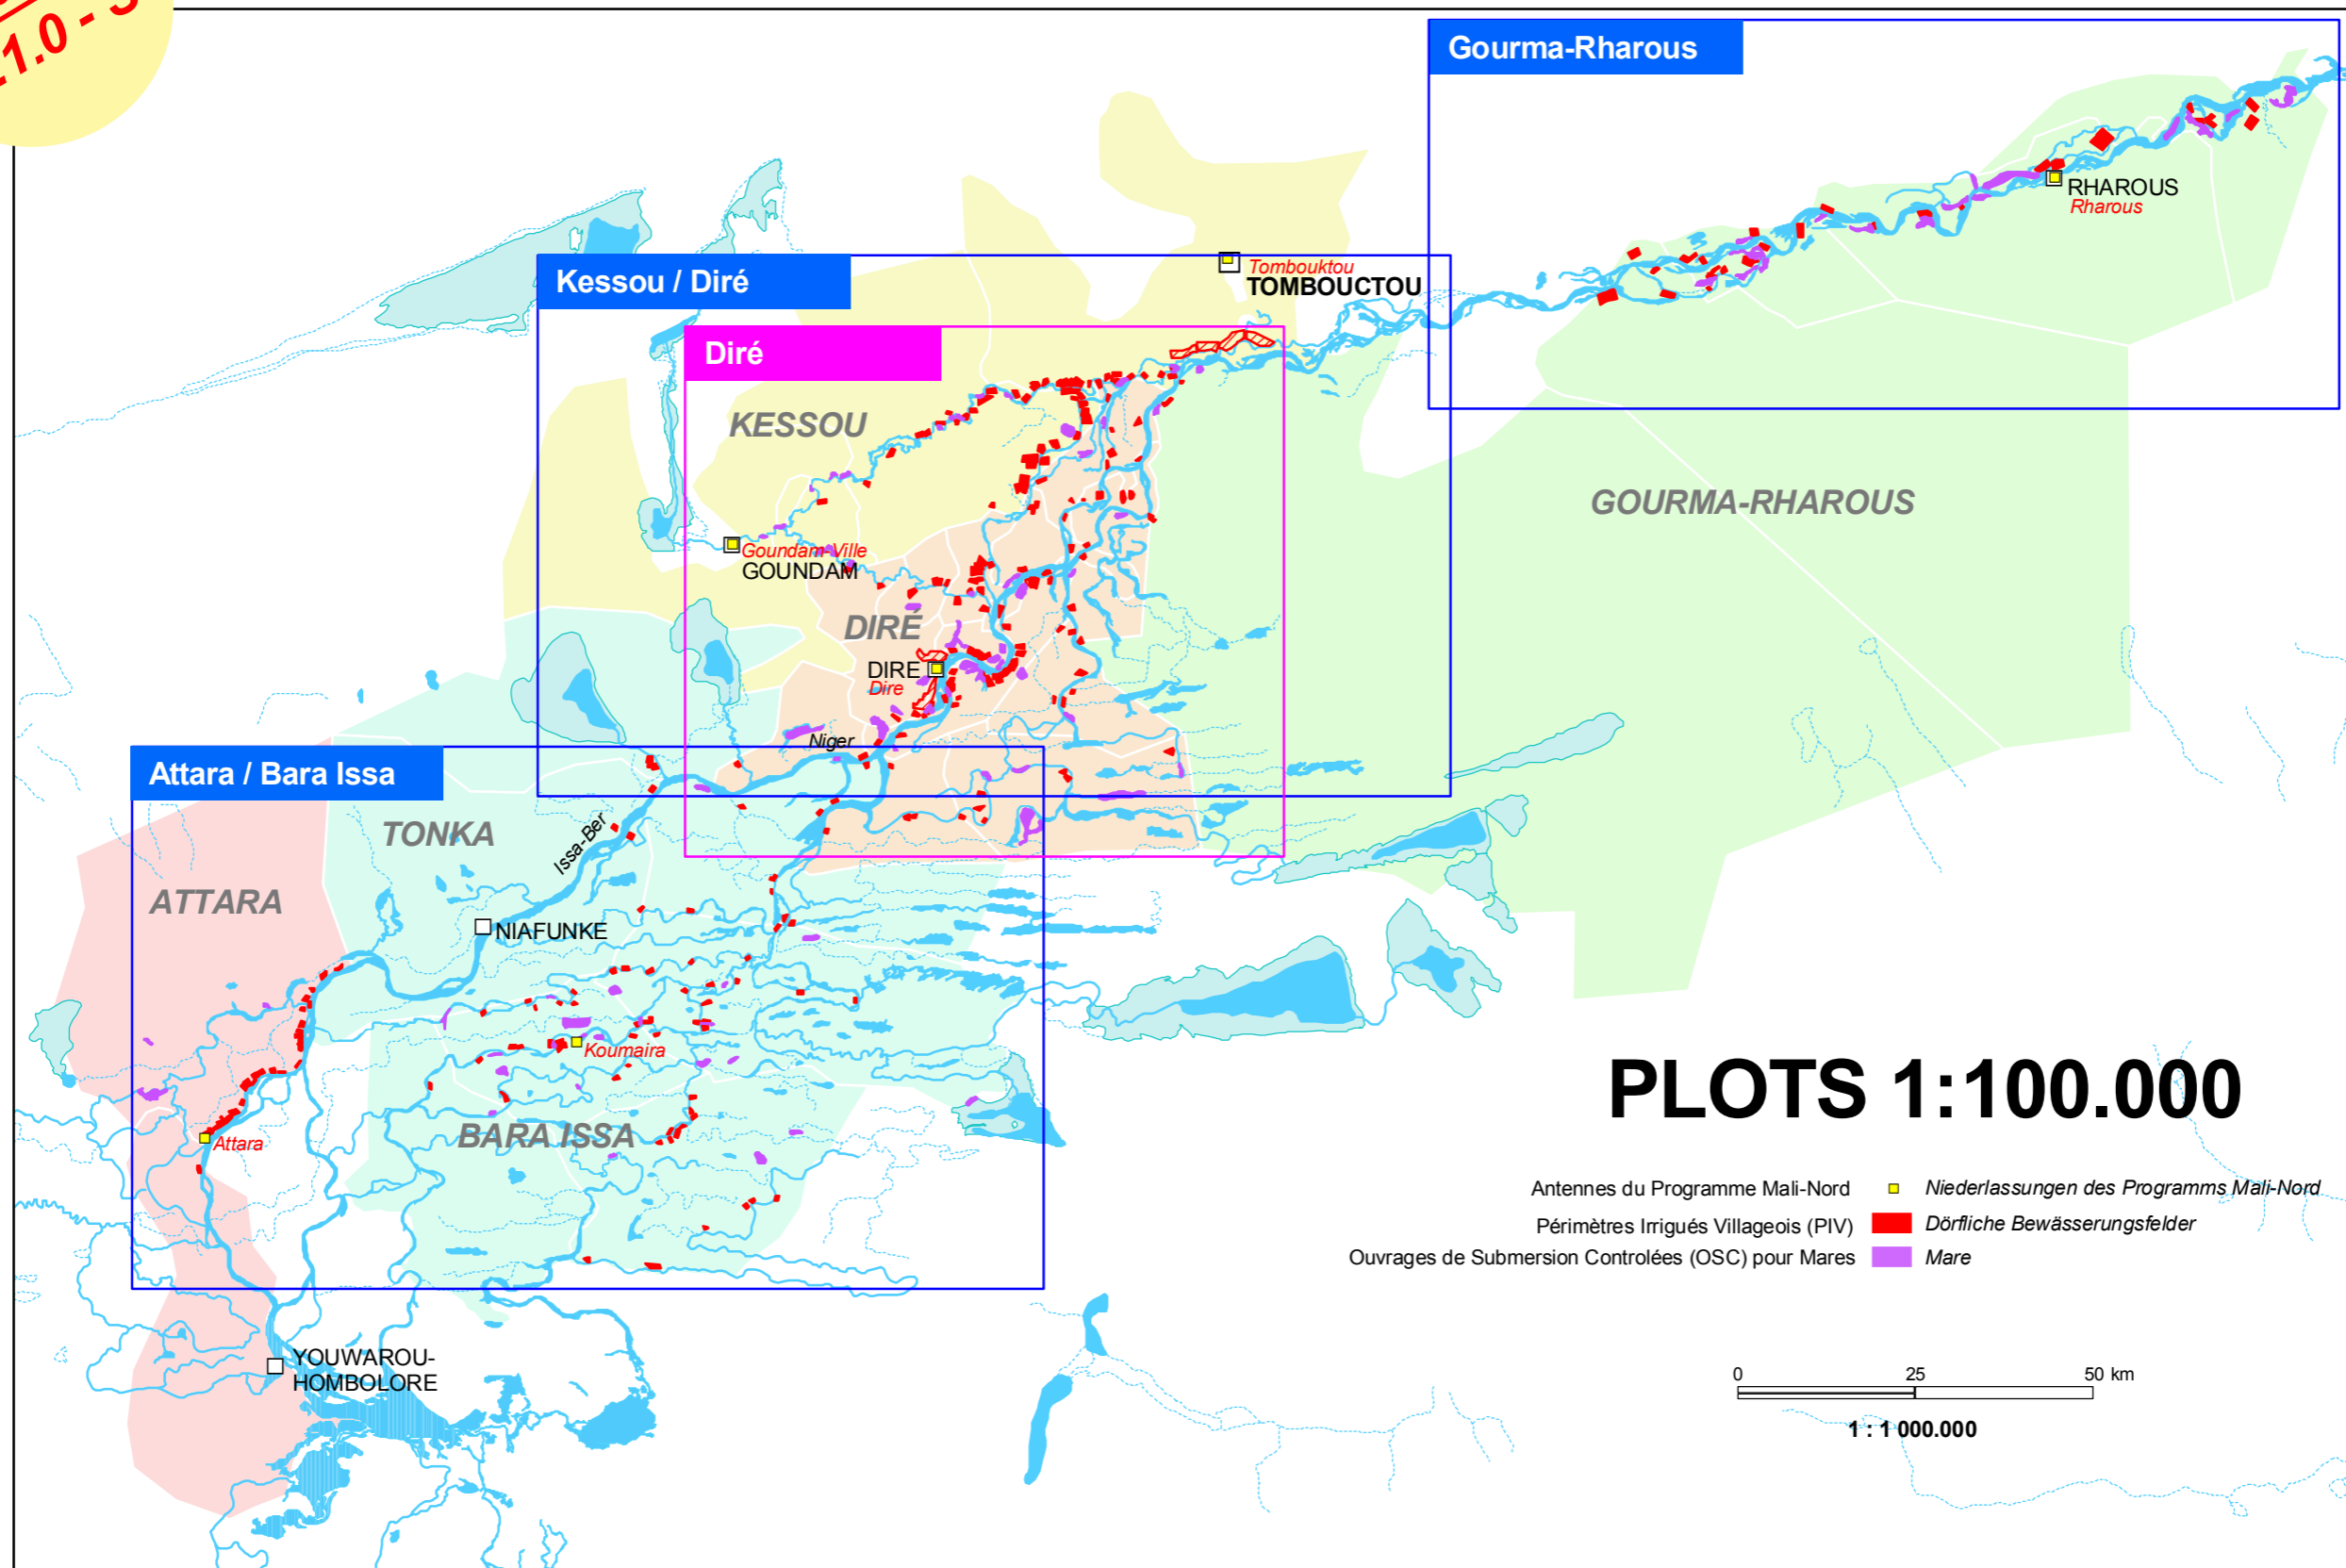 .1.0 - 3
Gourma-Rharous
RHAROUS
Rharous
Kessou / Diré
Tombouktou
TOMBOUCTOU
Diré
KESSOU
GOURMA-RHAROUS
Goundam-Ville
GOUNDAM
DIRÉ
DIRE
Dire
Niger
Attara / Bara Issa
TONKA
Issa-Ber
ATTARA
NIAFUNKE
Koumaira
BARA ISSA
Attara
YOUWAROU-
HOMBOLORE
PLOTS 1:100.000
Antennes du Programme Mali-Nord Niederlassungen des Programms Mali-Nord
Périmètres Irrigués Villageois (PIV) Dörfliche Bewässerungsfelder
Ouvrages de Submersion Controlées (OSC) pour Mares Mare
0 25 50 km
1 : 1 000.000